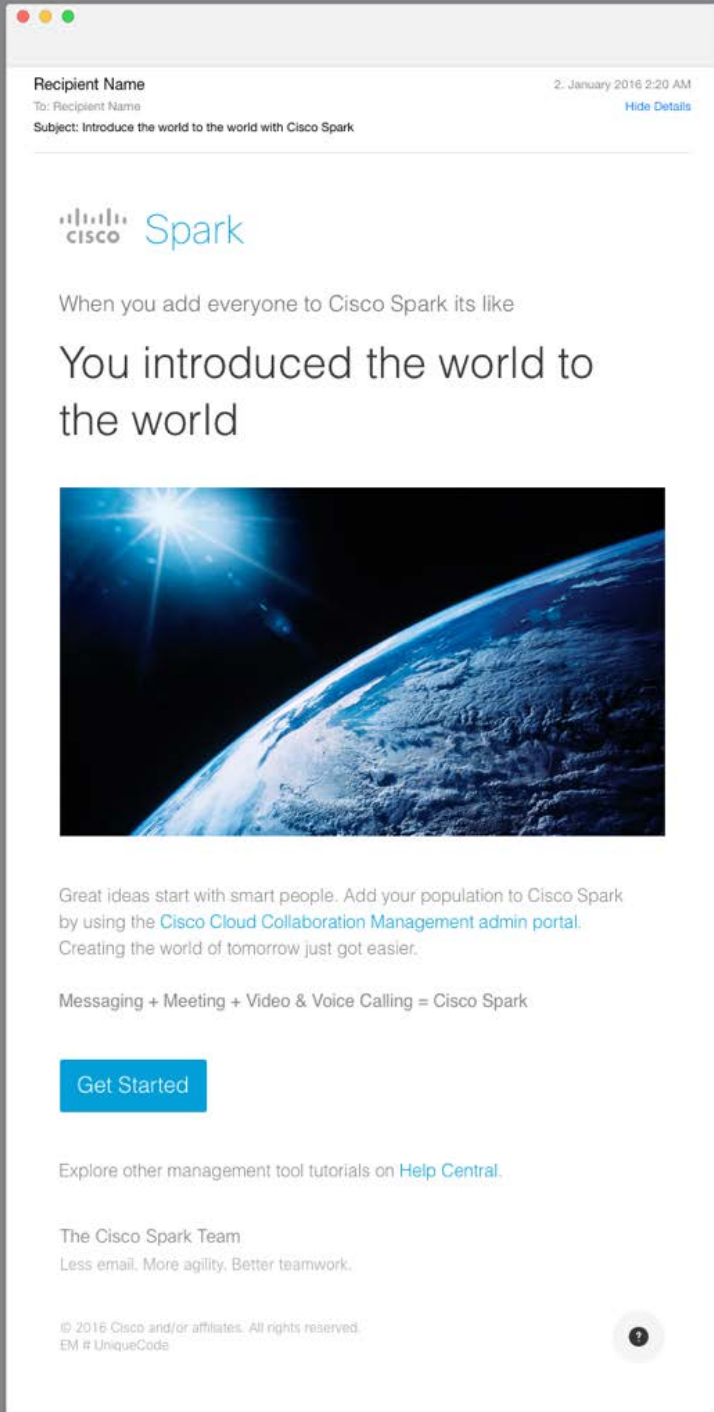 Recipient Name
2. January 2016 2:20 AM
To: Recipient Name
Hide Details
Subject: Introduce the world to the world with Cisco Spark
CISCO Spark
When you add everyone to Cisco Spark its like
You introduced the world to
the world
Great ideas start with smart people. Add your population to Cisco Spark
by using the Cisco Cloud Collaboration Management admin portal.
Creating the world of tomorrow just got easier.
Messaging + Meeting + Video & Voice Calling = Cisco Spark
Get Started
Explore other management tool tutorials on Help Central.
The Cisco Spark Team
Less email. More agility. Better teamwork.
© 2016 Cisco and/or affiliates. All rights reserved.
EM # UniqueCode
?